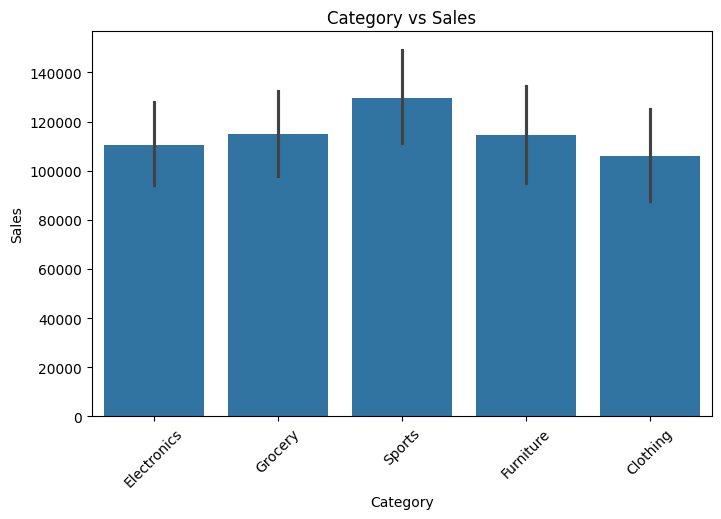 Category vs Sales
Sales
140000
120000
100000
80000
60000
40000
20000
0
Electronics
Grocery
Sports
Furniture
Clothing
Category